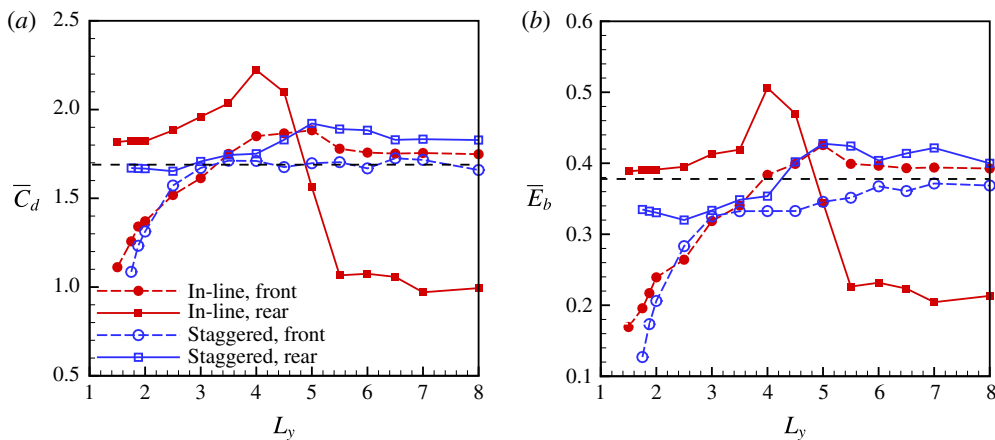 (a)
2.5
2.0
1.5
1.0
0.5
C̅d
1 2 3 4 5 6 7 8
Ly
In-line, front
In-line, rear
Staggered, front
Staggered, rear
(b)
0.6
0.5
0.4
0.3
0.2
0.1
E̅b
1 2 3 4 5 6 7 8
Ly